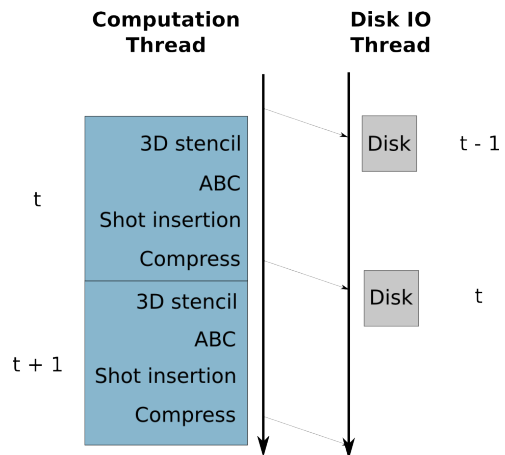 Computation
Thread
Disk IO
Thread
3D stencil
Disk
t - 1
ABC
t
Shot insertion
Compress
3D stencil
Disk
t
ABC
t + 1
Shot insertion
Compress